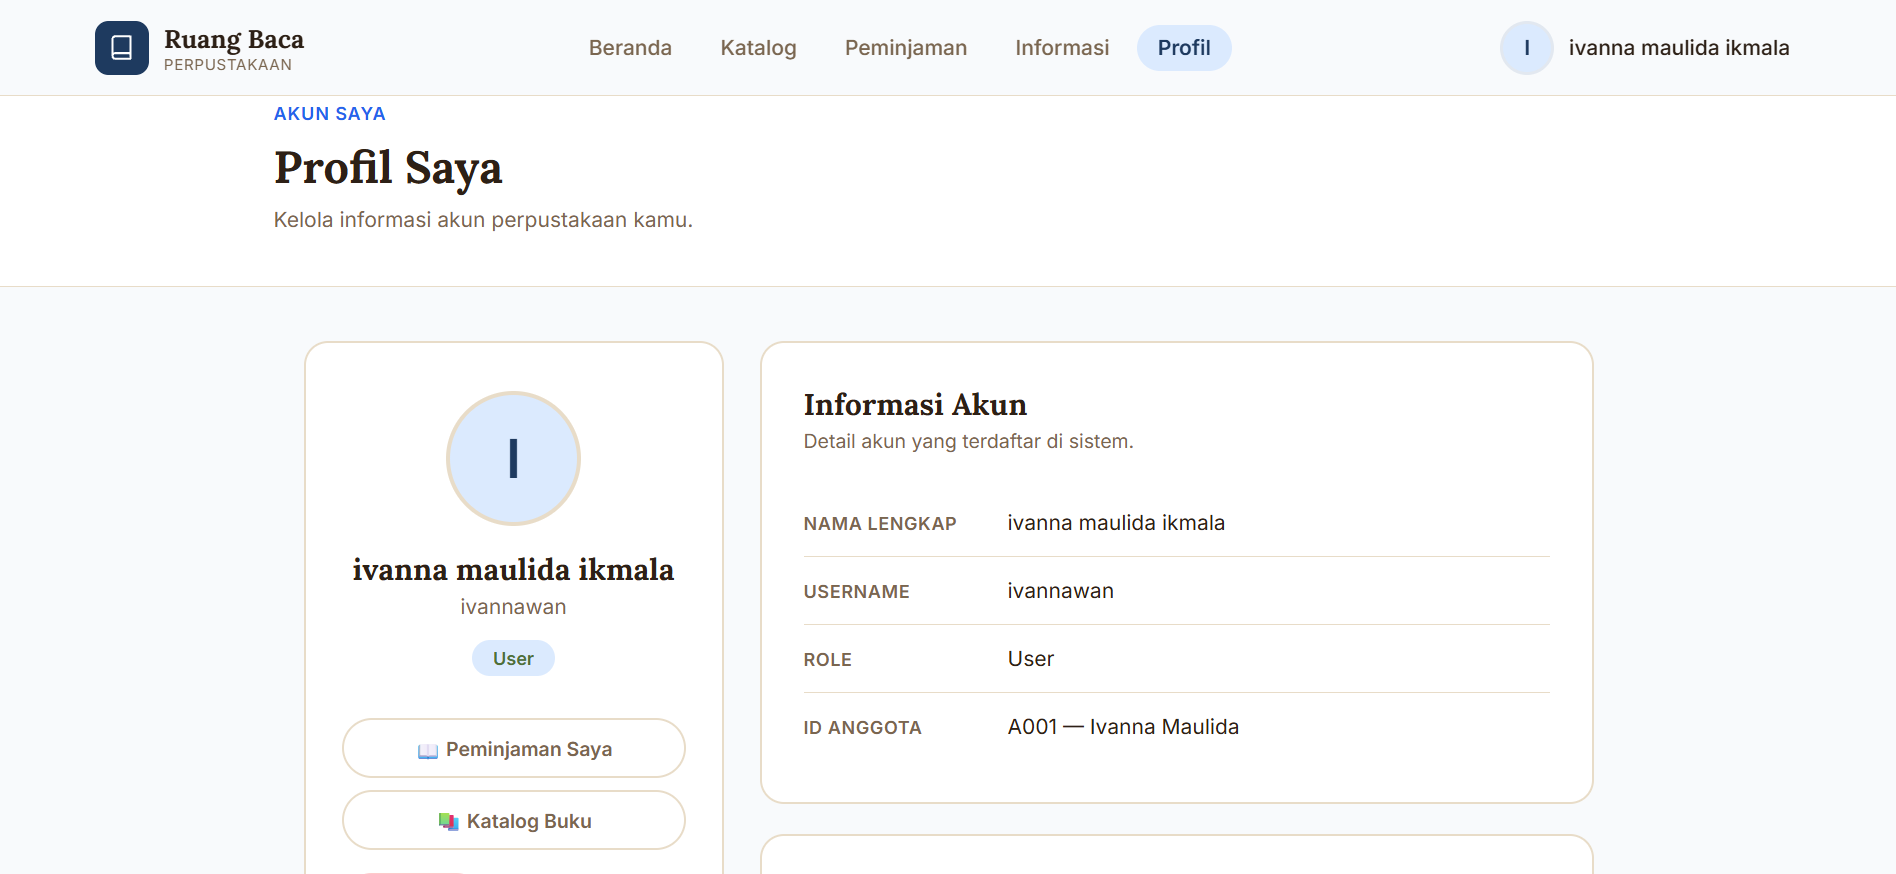 Ruang Baca
PERPUSTAKAAN
Beranda
Katalog
Peminjaman
Informasi
Profil
I
ivanna maulida ikmala
AKUN SAYA
Profil Saya
Kelola informasi akun perpustakaan kamu.
I
ivanna maulida ikmala
ivannawan
User
📖 Peminjaman Saya
📚 Katalog Buku
Informasi Akun
Detail akun yang terdaftar di sistem.
NAMA LENGKAP ivanna maulida ikmala
USERNAME ivannawan
ROLE User
ID ANGGOTA A001 — Ivanna Maulida